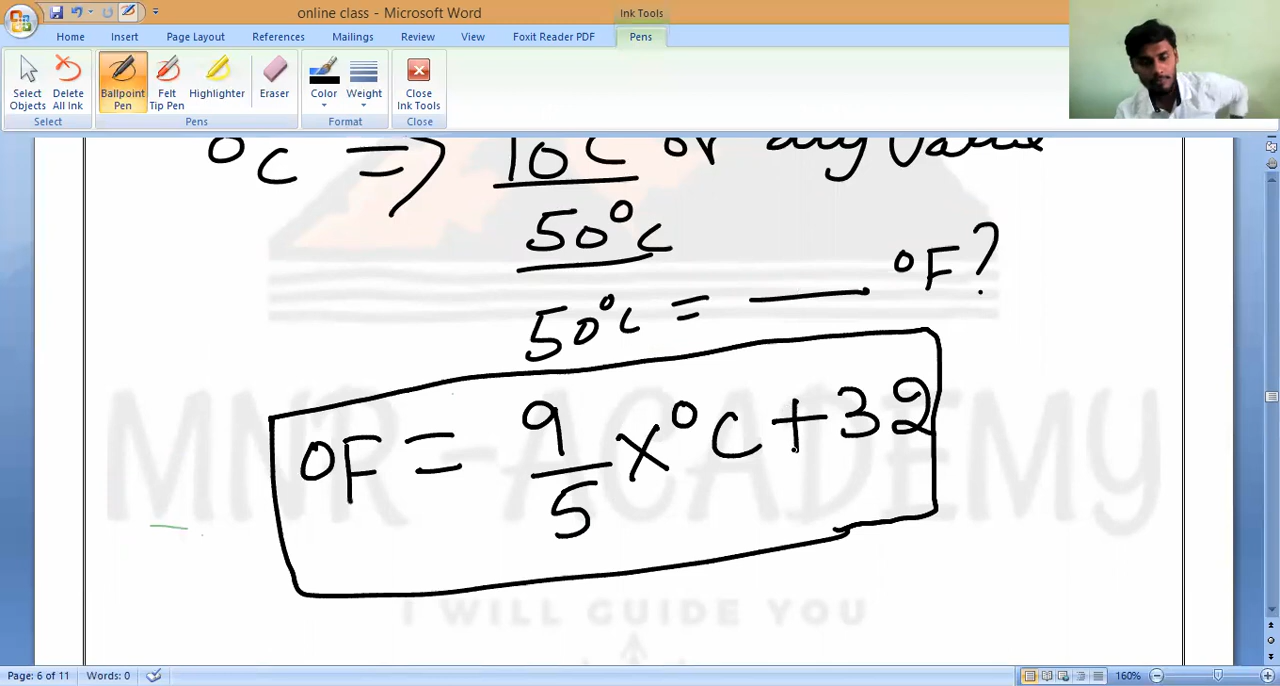 online class - Microsoft Word
Ink Tools
Home Insert Page Layout References Mailings Review View Foxit Reader PDF Pens
Select Objects Delete All Ink Ballpoint Pen Felt Tip Pen Highlighter Eraser Color Weight Close Ink Tools
Select Pens Format Close
°C => 10°C or any value
50°C
50°C = ___ °F?
°F = 9/5 x °C + 32
MNR - ACADEMY
I WILL GUIDE YOU
Page: 6 of 11 Words: 0 160%